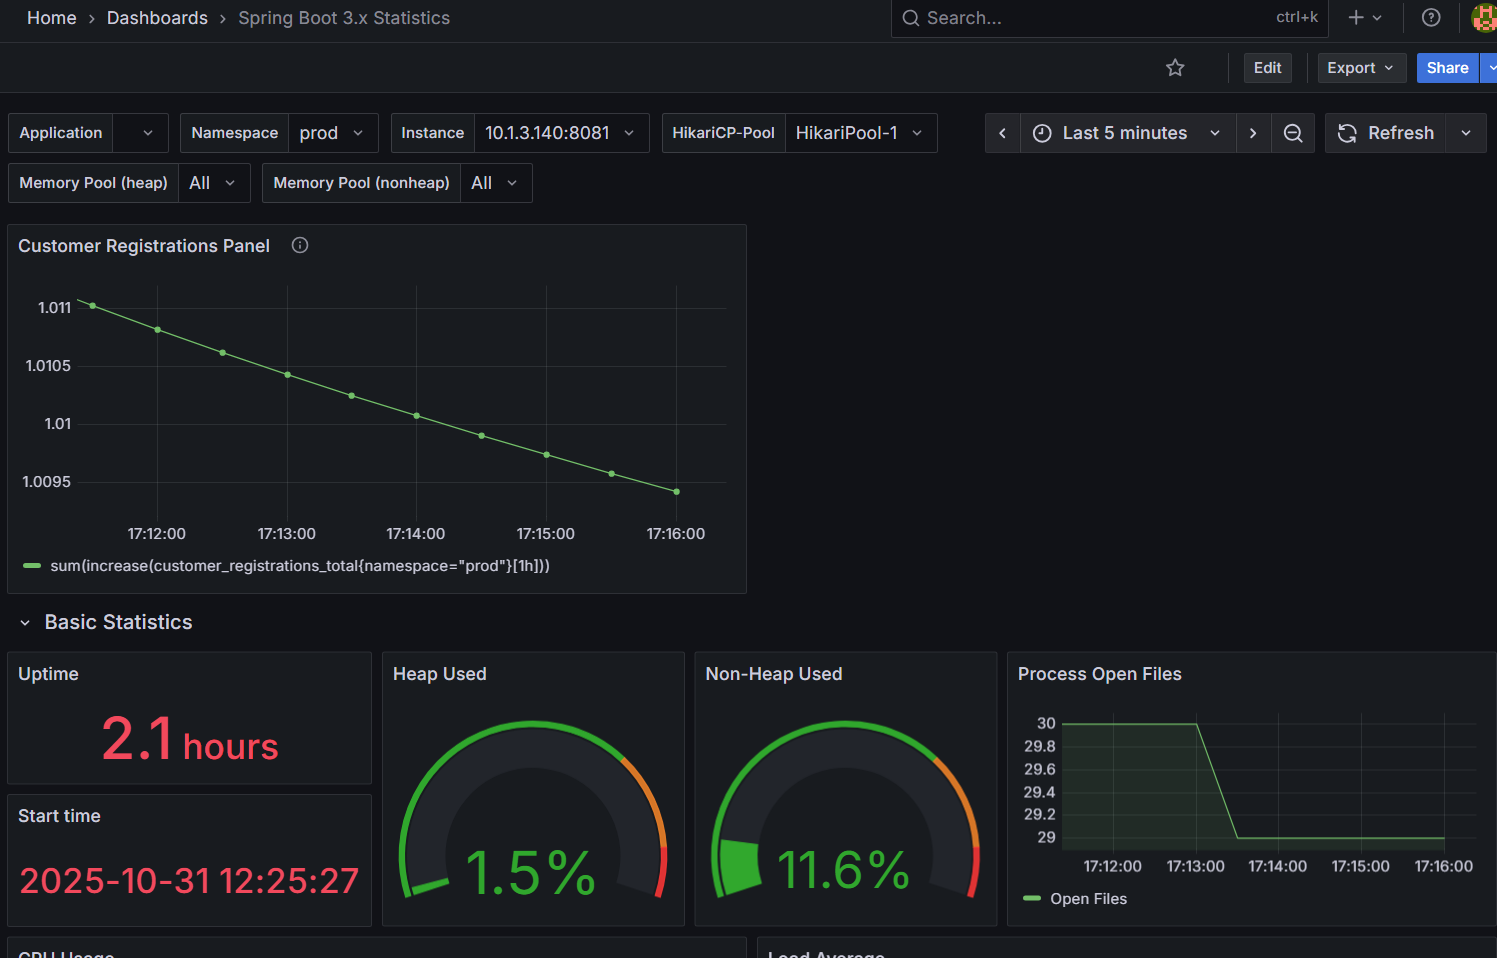 Home › Dashboards › Spring Boot 3.x Statistics
Search... ctrl+k
Edit Export Share
Application Namespace prod Instance 10.1.3.140:8081 HikariCP-Pool HikariPool-1 Last 5 minutes Refresh
Memory Pool (heap) All Memory Pool (nonheap) All
Customer Registrations Panel
1.011
1.0105
1.01
1.0095
17:12:00 17:13:00 17:14:00 17:15:00 17:16:00
sum(increase(customer_registrations_total{namespace="prod"}[1h]))
Basic Statistics
Uptime
2.1 hours
Start time
2025-10-31 12:25:27
Heap Used
1.5%
Non-Heap Used
11.6%
Process Open Files
30
29.8
29.6
29.4
29.2
29
17:12:00 17:13:00 17:14:00 17:15:00 17:16:00
Open Files
CPU Usage
Load Average